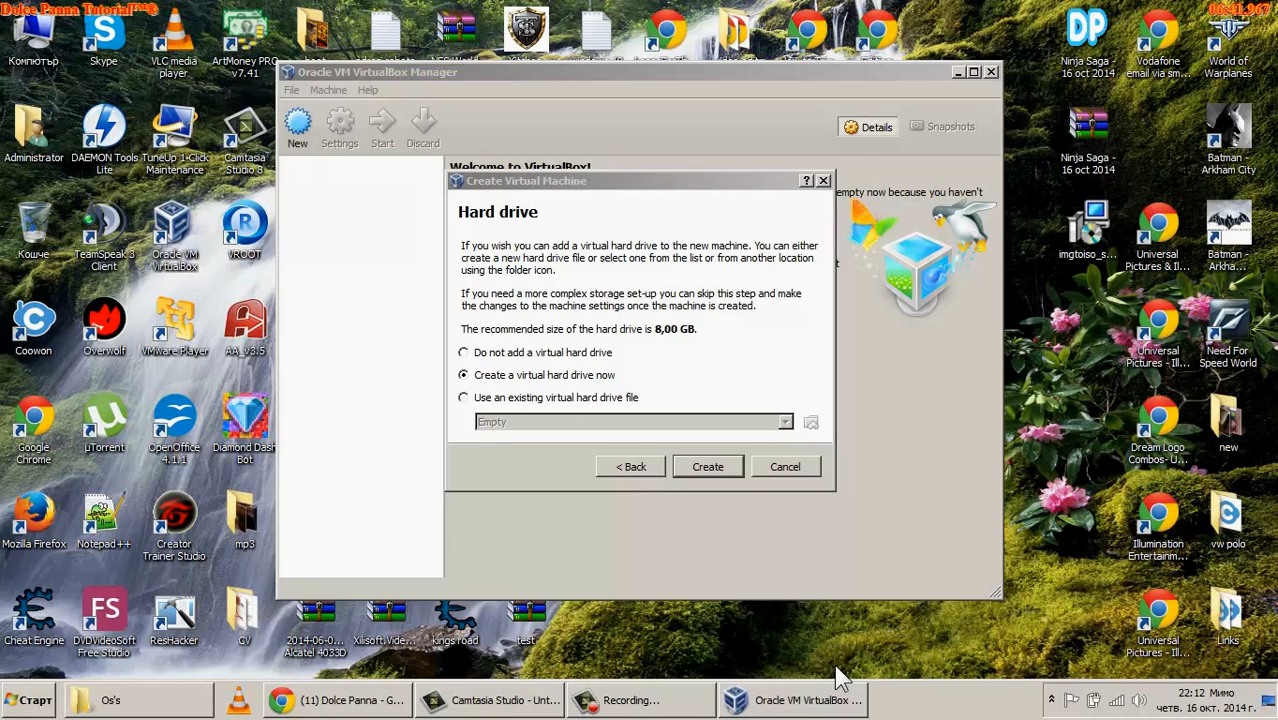 Dolce Panna Tutorial™®
06:41,967
Компютър
Skype
VLC media
player
ArtMoney PRO
v7.41
Ninja Saga -
16 oct 2014
Vodafone
email via sm...
World of
Warplanes
Oracle VM VirtualBox Manager
File Machine Help
New
Settings
Start
Discard
Details
Snapshots
Welcome to VirtualBox!
empty now because you haven't
Administrator
DAEMON Tools
Lite
TuneUp 1-Click
Maintenance
Camtasia
Studio 8
Ninja Saga -
16 oct 2014
Batman -
Arkham City
Create Virtual Machine
Hard drive
If you wish you can add a virtual hard drive to the new machine. You can either
create a new hard drive file or select one from the list or from another location
using the folder icon.
If you need a more complex storage set-up you can skip this step and make
the changes to the machine settings once the machine is created.
The recommended size of the hard drive is 8,00 GB.
Do not add a virtual hard drive
Create a virtual hard drive now
Use an existing virtual hard drive file
Empty
< Back
Create
Cancel
Кошче
TeamSpeak 3
Client
Oracle VM
VirtualBox
VROOT
imgtoiso_s...
Universal
Pictures & Il...
Batman -
Arkha...
Coowon
Overwolf
VMware Player
AA_v3.5
Universal
Pictures - Ill...
Need For
Speed World
Google
Chrome
µTorrent
OpenOffice
4.1.1
Diamond Dash
Bot
Dream Logo
Combos- U...
new
Mozilla Firefox
Notepad++
Creator
Trainer Studio
mp3
Illumination
Entertainm...
vw polo
Cheat Engine
DVDVideoSoft
Free Studio
ResHacker
CV
2014-06-0...
Alcatel 4033D
Xilisoft.Vide...
kings road
test
Universal
Pictures - Ill...
Links
Старт
Os's
(11) Dolce Panna - G...
Camtasia Studio - Unt...
Recording...
Oracle VM VirtualBox ...
22:12 Мимо
четв. 16 окт. 2014 г.